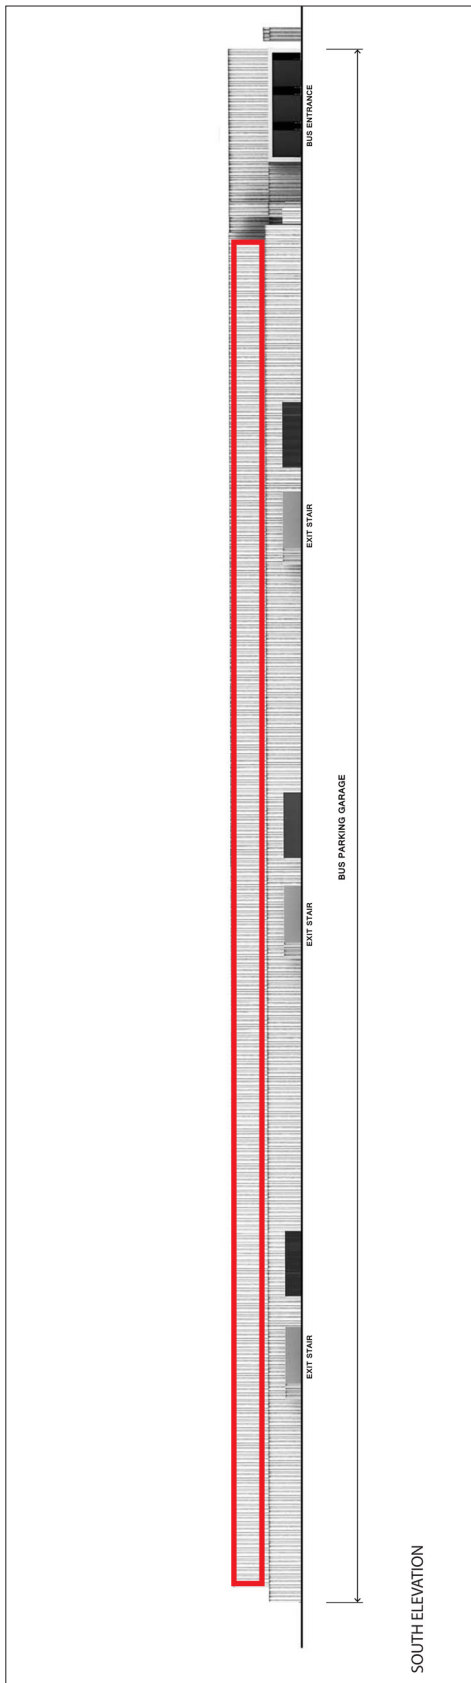 BUS ENTRANCE
EXIT STAIR
BUS PARKING GARAGE
EXIT STAIR
EXIT STAIR
SOUTH ELEVATION